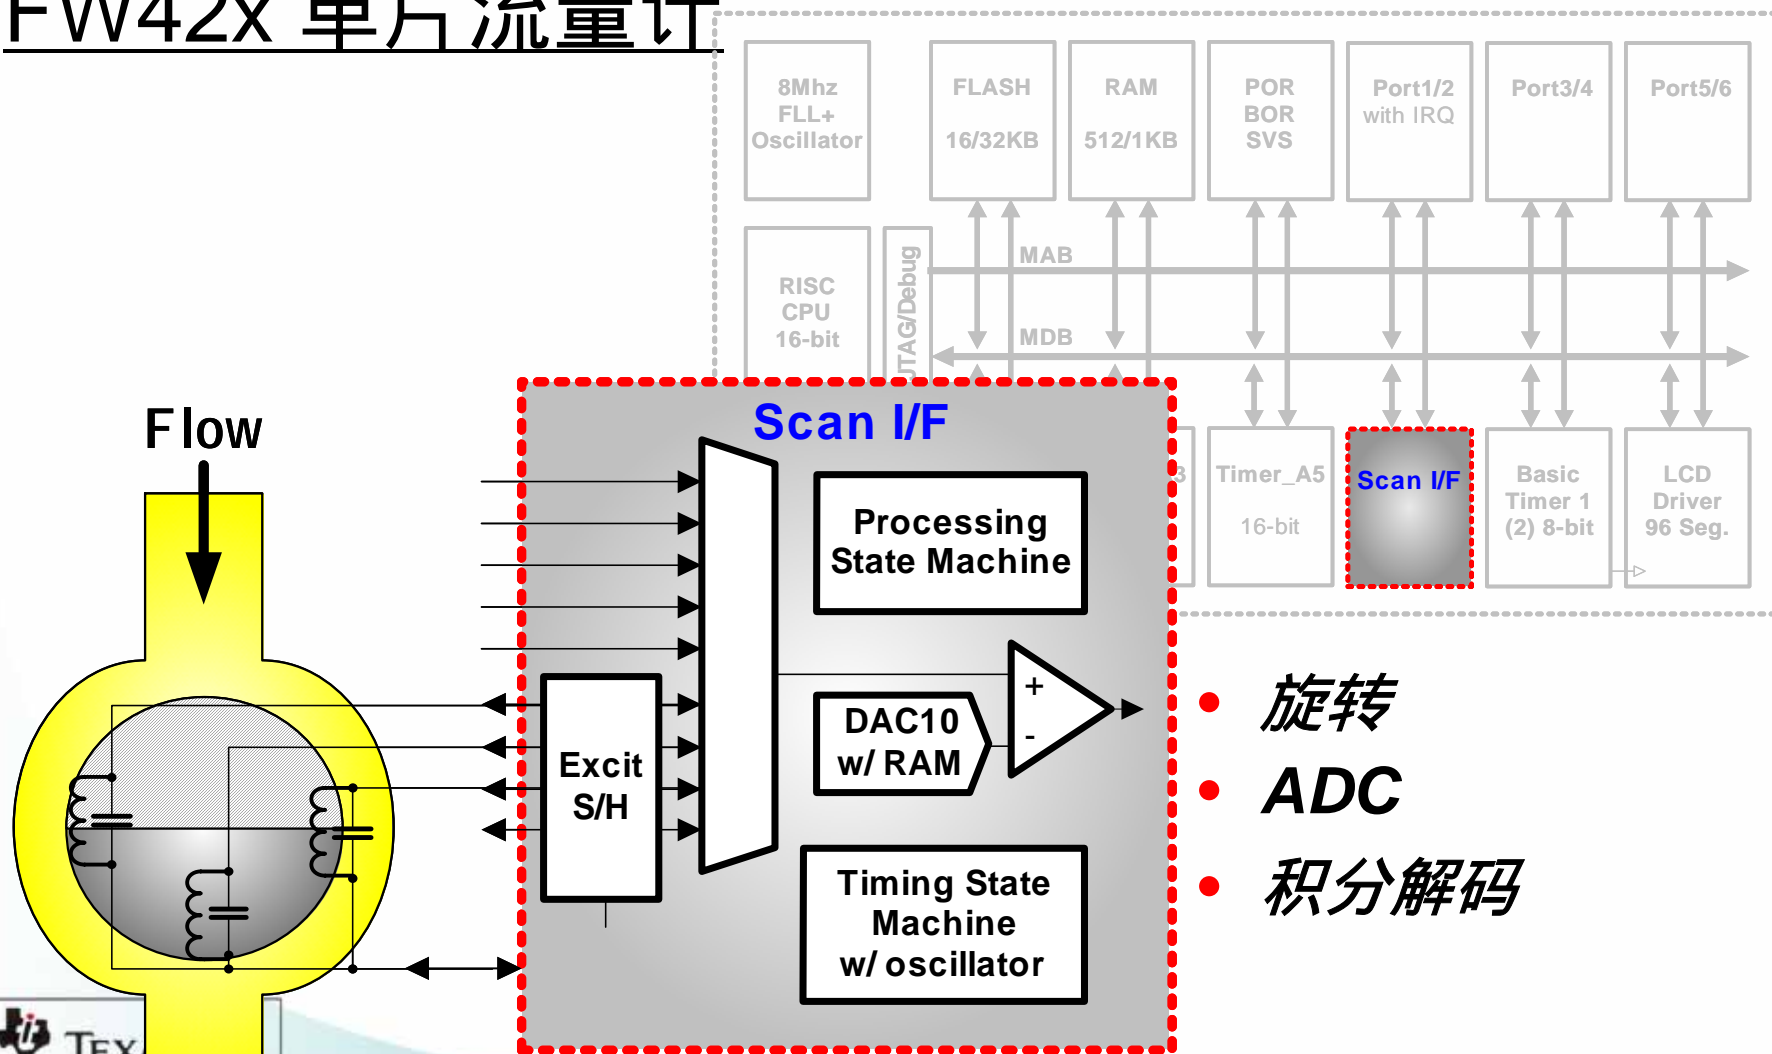 FW42x 单片流量计
8Mhz
FLL+
Oscillator
FLASH
16/32KB
RAM
512/1KB
POR
BOR
SVS
Port1/2
with IRQ
Port3/4
Port5/6
RISC
CPU
16-bit
JTAG/Debug
MAB
MDB
Flow
Scan I/F
Processing
State Machine
Excit
S/H
DAC10
w/ RAM
+
-
Timing State
Machine
w/ oscillator
3
Timer_A5
16-bit
Scan I/F
Basic
Timer 1
(2) 8-bit
LCD
Driver
96 Seg.
• 旋转
• ADC
• 积分解码
TEXA